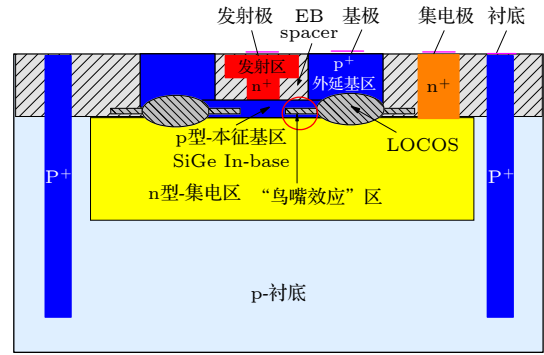 发射极
EB
spacer
基极
集电极
衬底
发射区
n⁺
p⁺
外延基区
n⁺
p型-本征基区
SiGe In-base
LOCOS
n型-集电区
“鸟嘴效应”区
P⁺
P⁺
p-衬底